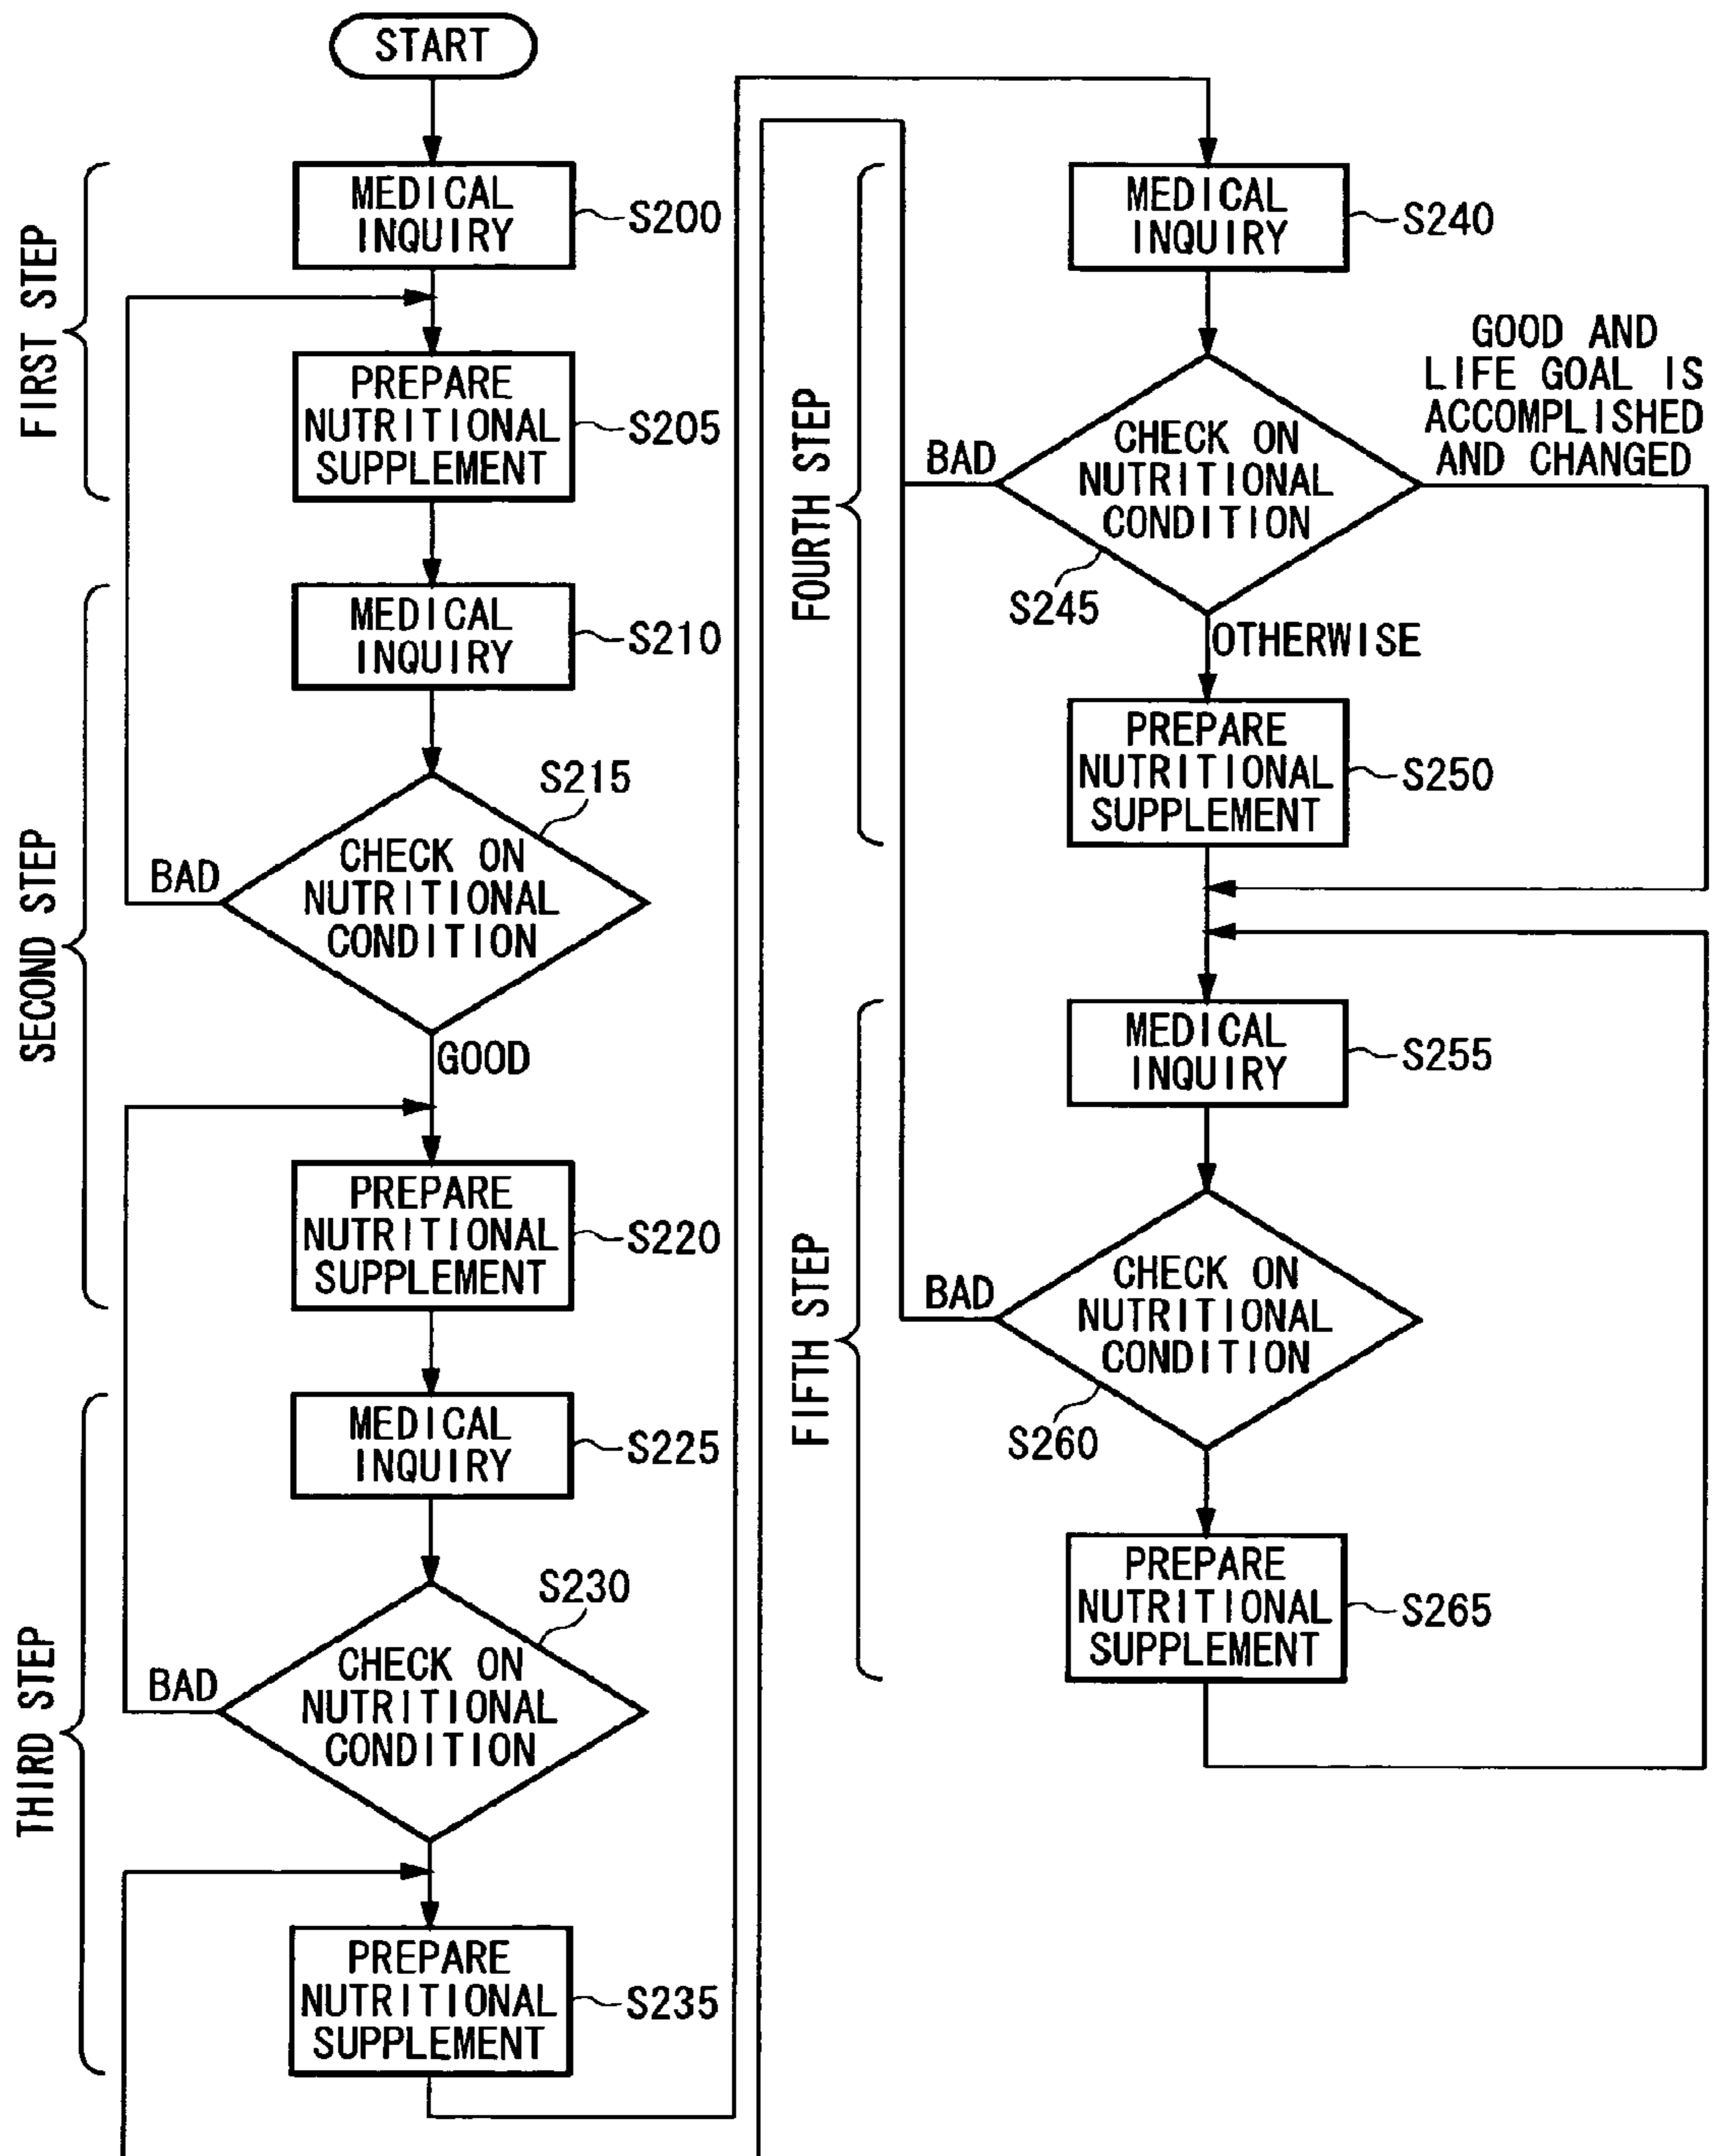 START
FIRST STEP
MEDICAL
INQUIRY
S200
PREPARE
NUTRITIONAL
SUPPLEMENT
S205
SECOND STEP
MEDICAL
INQUIRY
S210
S215
CHECK ON
NUTRITIONAL
CONDITION
BAD
GOOD
PREPARE
NUTRITIONAL
SUPPLEMENT
S220
THIRD STEP
MEDICAL
INQUIRY
S225
S230
CHECK ON
NUTRITIONAL
CONDITION
BAD
PREPARE
NUTRITIONAL
SUPPLEMENT
S235
FOURTH STEP
MEDICAL
INQUIRY
S240
GOOD AND
LIFE GOAL IS
ACCOMPLISHED
AND CHANGED
BAD
CHECK ON
NUTRITIONAL
CONDITION
S245
OTHERWISE
PREPARE
NUTRITIONAL
SUPPLEMENT
S250
FIFTH STEP
MEDICAL
INQUIRY
S255
BAD
CHECK ON
NUTRITIONAL
CONDITION
S260
PREPARE
NUTRITIONAL
SUPPLEMENT
S265